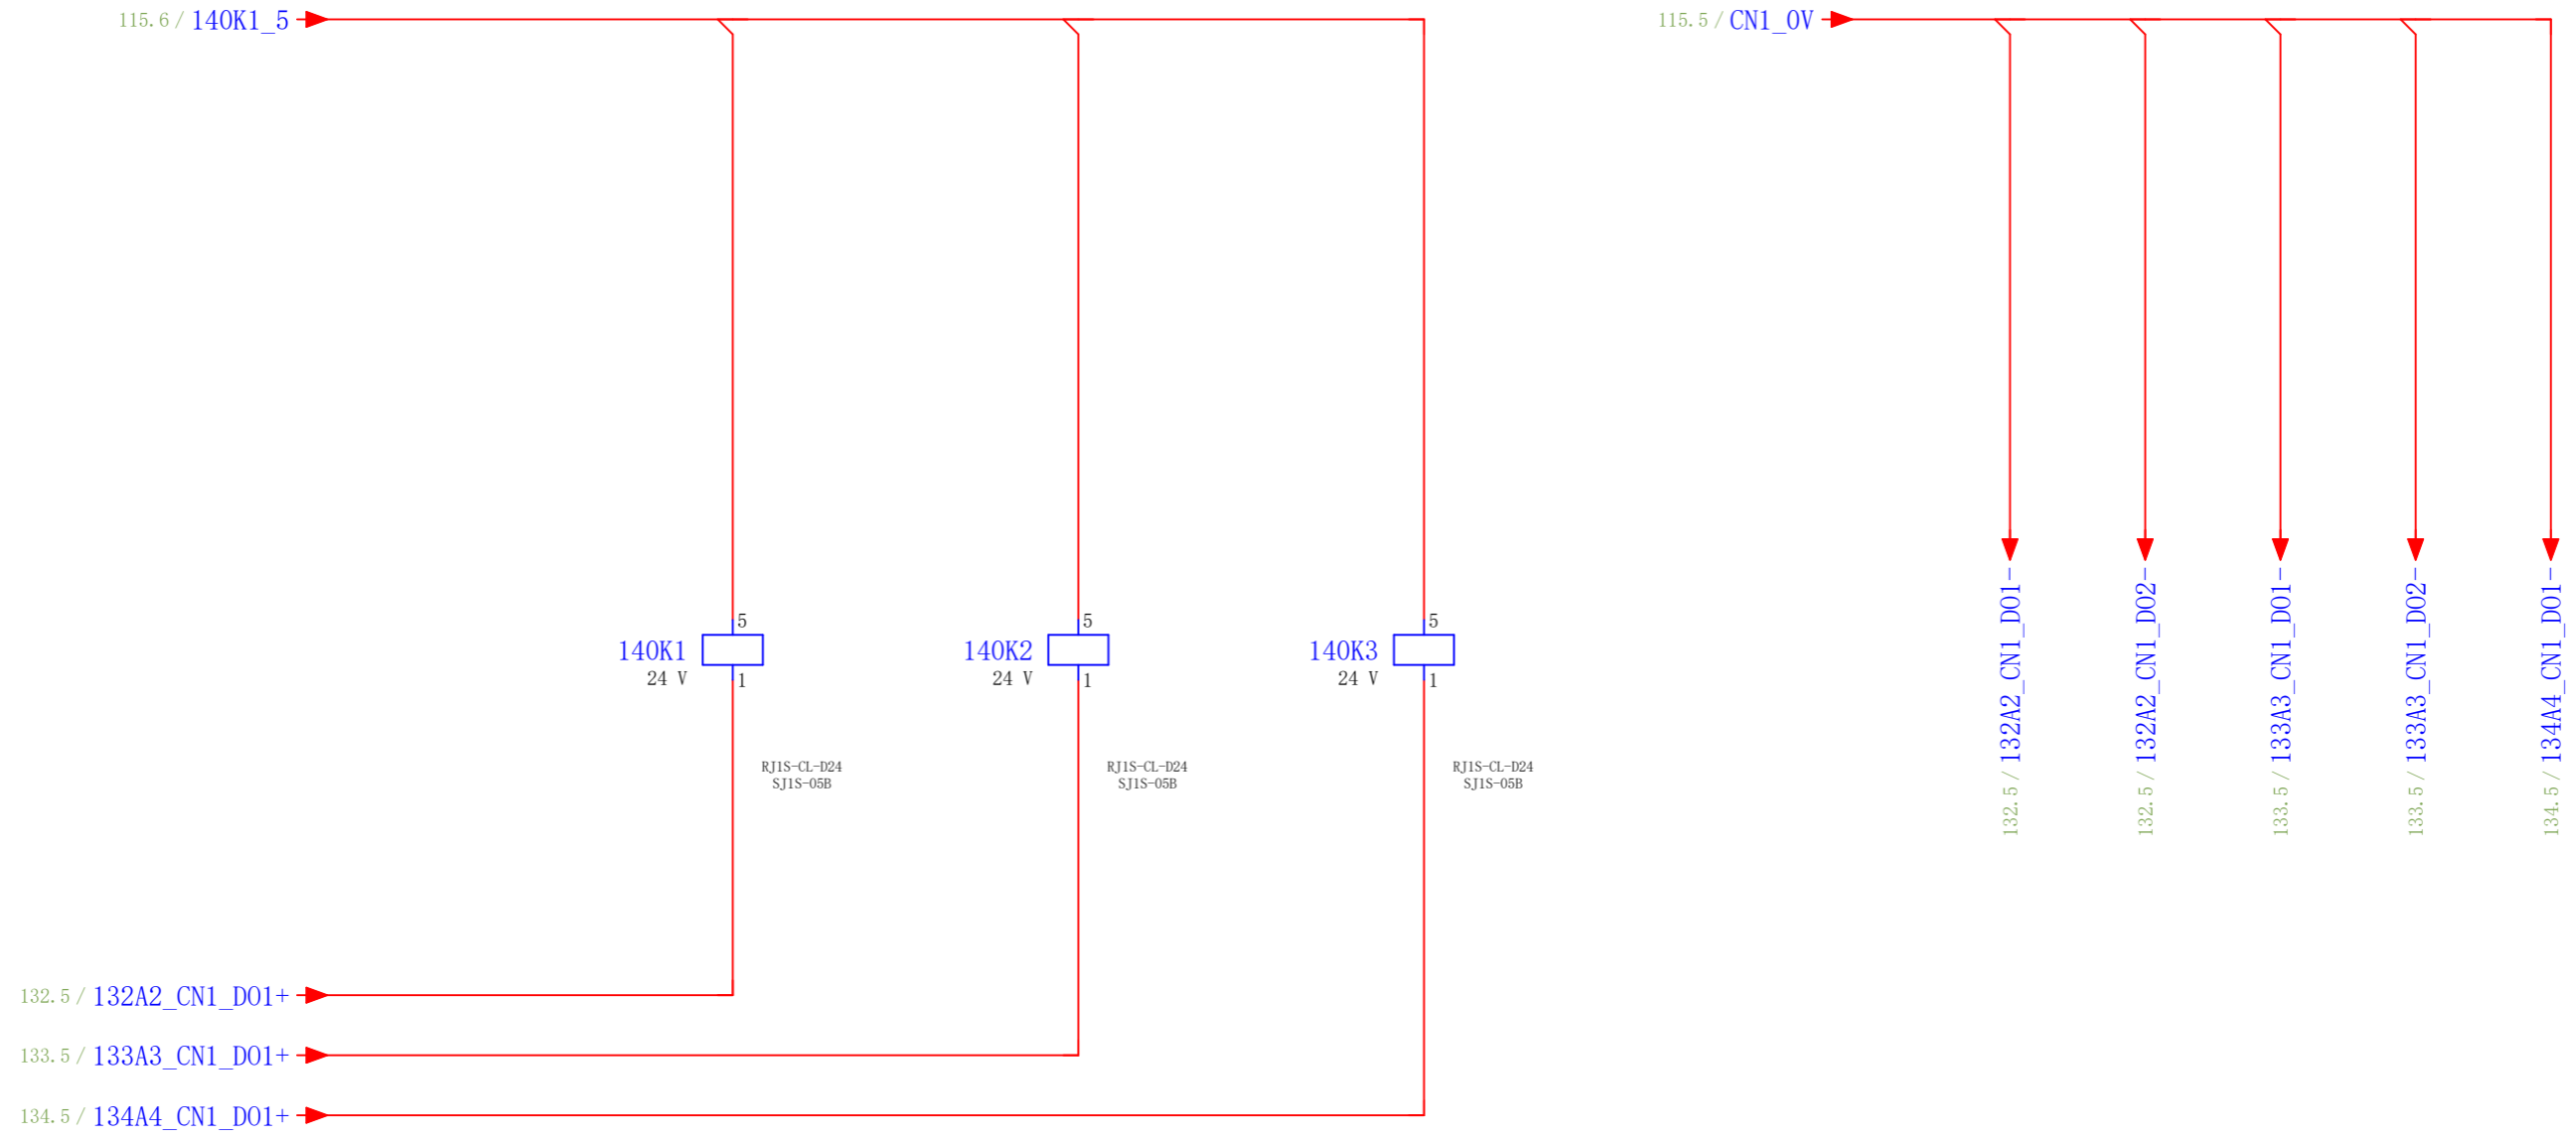 115.6 / 140K1_5
115.5 / CN1_0V
5
140K1
24 V
1
RJ1S-CL-D24
SJ1S-05B
5
140K2
24 V
1
RJ1S-CL-D24
SJ1S-05B
5
140K3
24 V
1
RJ1S-CL-D24
SJ1S-05B
132.5 / 132A2_CN1_DO1-
132.5 / 132A2_CN1_DO2-
133.5 / 133A3_CN1_DO1-
133.5 / 133A3_CN1_DO2-
134.5 / 134A4_CN1_DO1-
132.5 / 132A2_CN1_DO1+
133.5 / 133A3_CN1_DO1+
134.5 / 134A4_CN1_DO1+